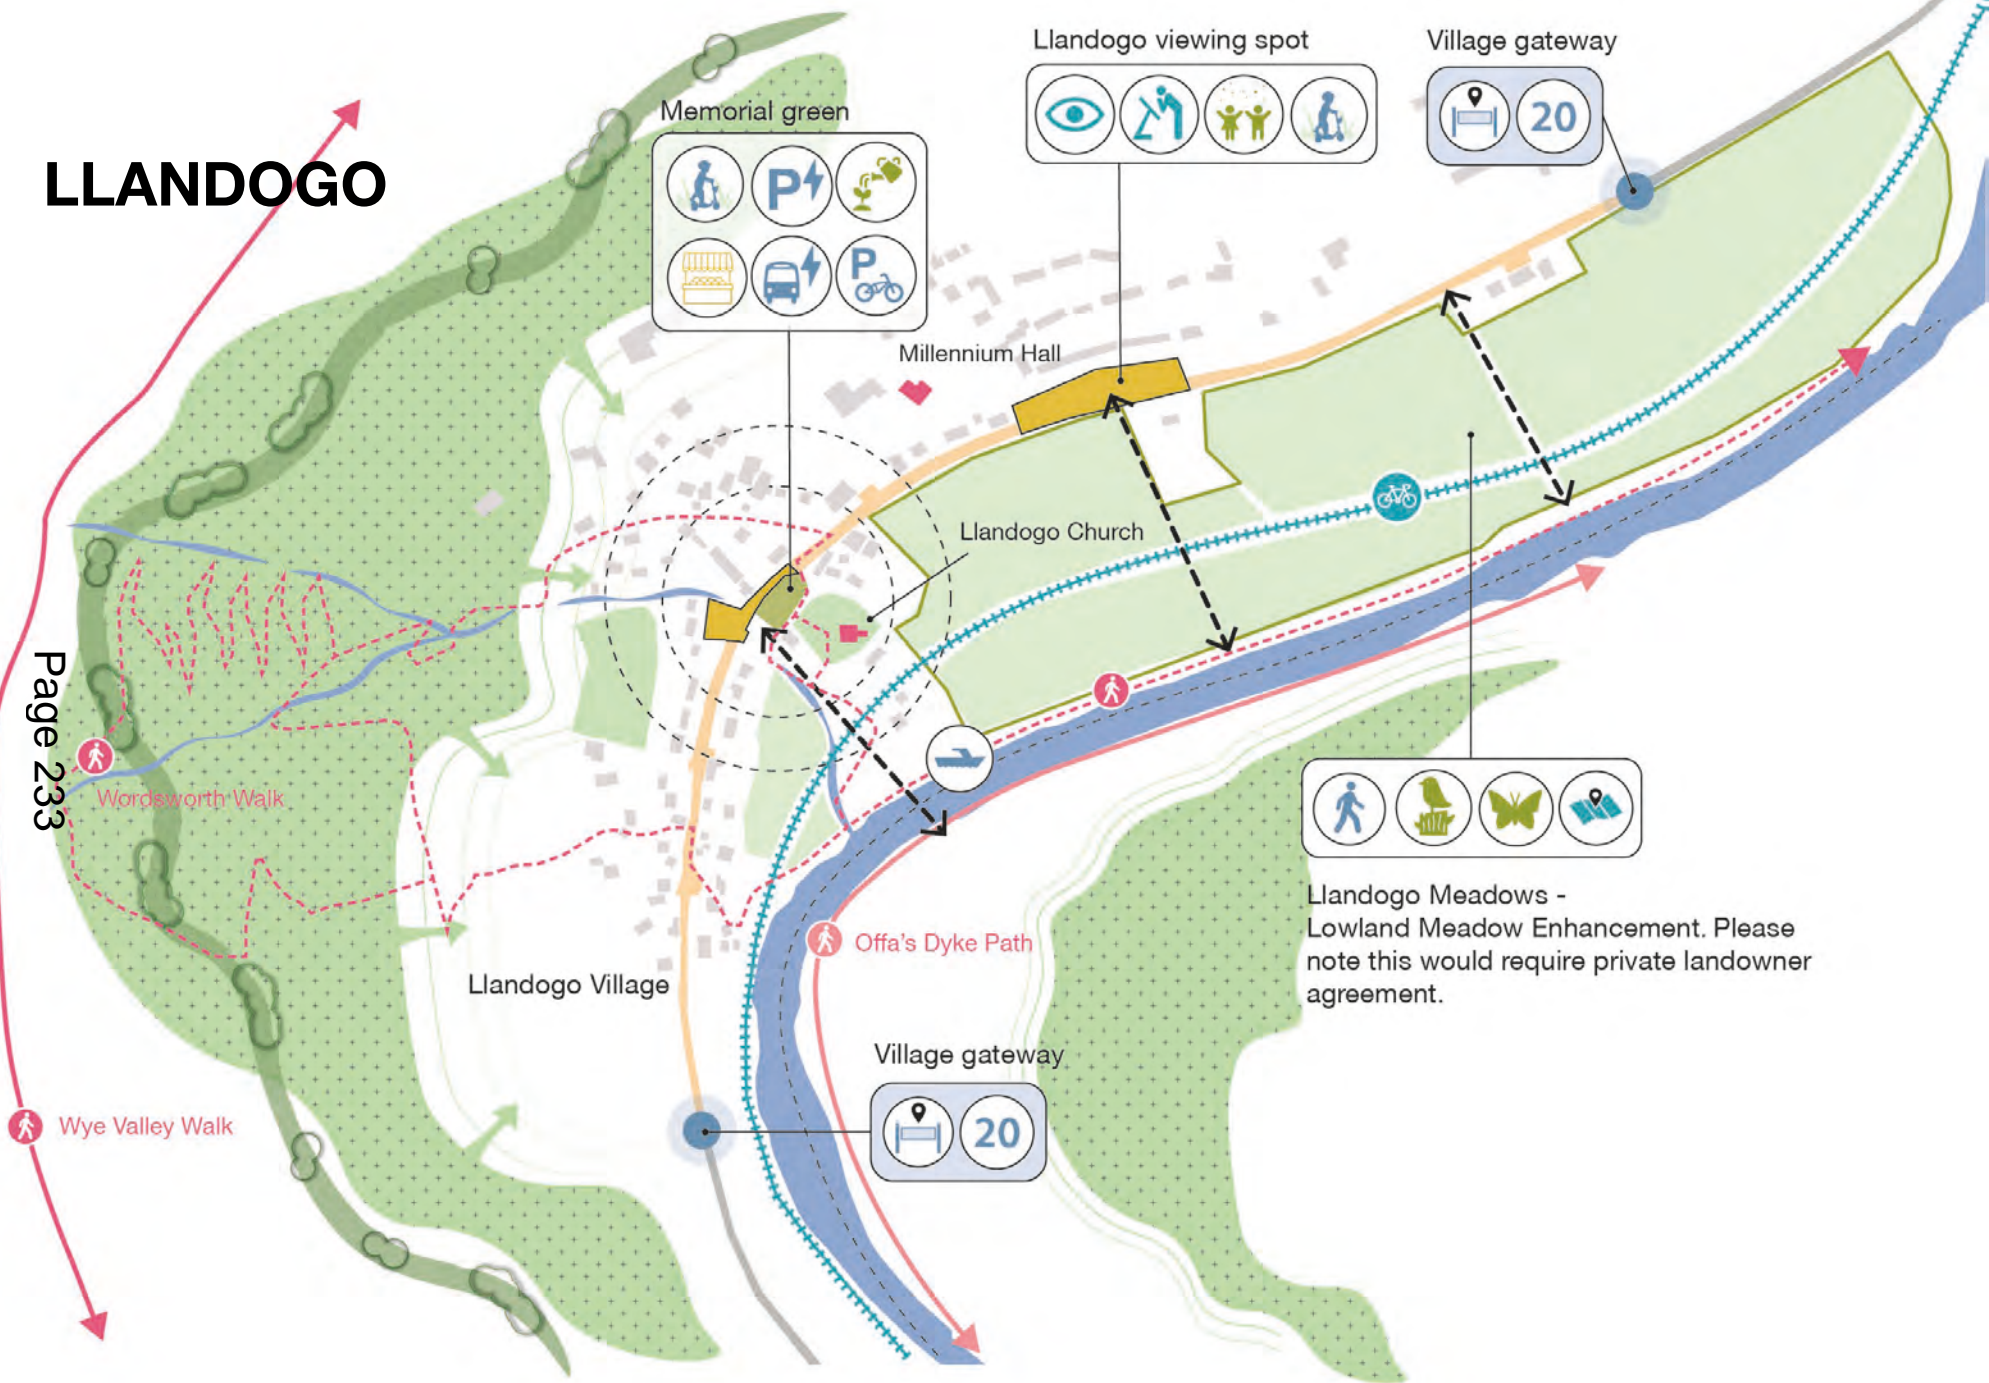 LLANDOGO
Llandogo viewing spot
Village gateway
20
Memorial green
P
P
Millennium Hall
Llandogo Church
Page 233
Wordsworth Walk
Llandogo Meadows -
Lowland Meadow Enhancement. Please
note this would require private landowner
agreement.
Offa's Dyke Path
Llandogo Village
Village gateway
20
Wye Valley Walk